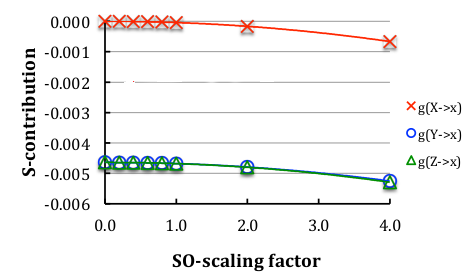 0.000
-0.001
-0.002
-0.003
-0.004
-0.005
-0.006
S-contribution
0.0 1.0 2.0 3.0 4.0
SO-scaling factor
g(X->x)
g(Y->x)
g(Z->x)